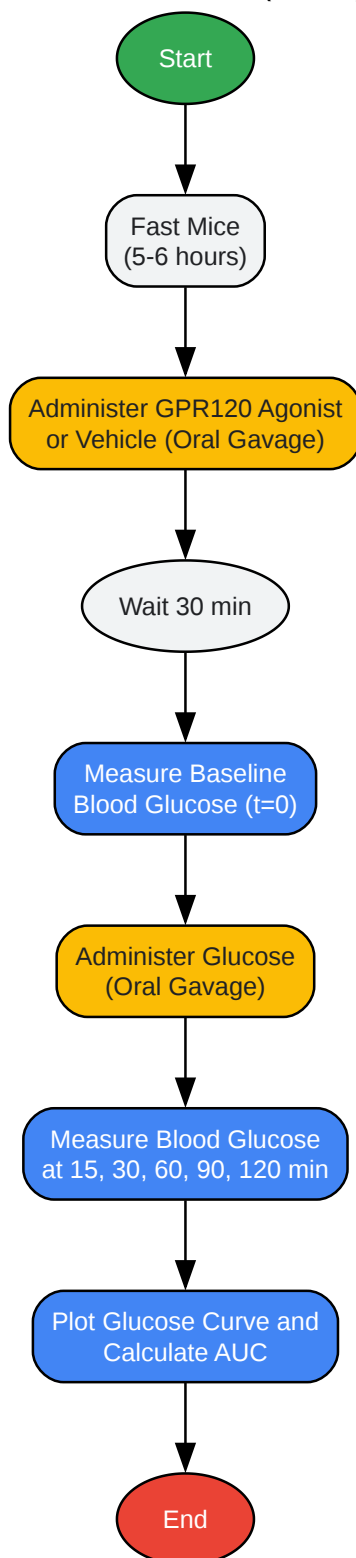 Start
Fast Mice
(5-6 hours)
Administer GPR120 Agonist
or Vehicle (Oral Gavage)
Wait 30 min
Measure Baseline
Blood Glucose (t=0)
Administer Glucose
(Oral Gavage)
Measure Blood Glucose
at 15, 30, 60, 90, 120 min
Plot Glucose Curve and
Calculate AUC
End